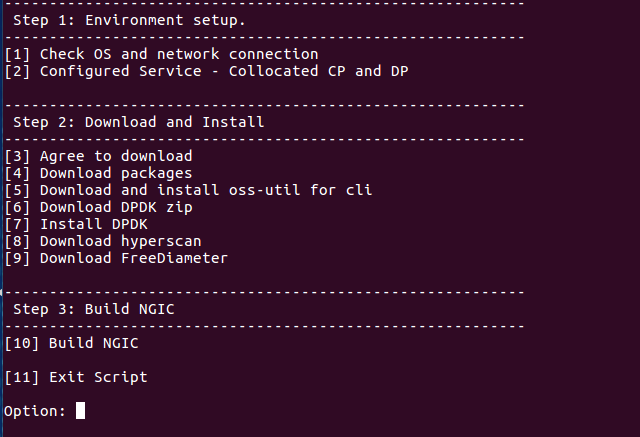 ----------------------------------------------------------
Step 1: Environment setup.
----------------------------------------------------------
[1] Check OS and network connection
[2] Configured Service - Collocated CP and DP
----------------------------------------------------------
Step 2: Download and Install
----------------------------------------------------------
[3] Agree to download
[4] Download packages
[5] Download and install oss-util for cli
[6] Download DPDK zip
[7] Install DPDK
[8] Download hyperscan
[9] Download FreeDiameter
----------------------------------------------------------
Step 3: Build NGIC
----------------------------------------------------------
[10] Build NGIC
[11] Exit Script
Option: